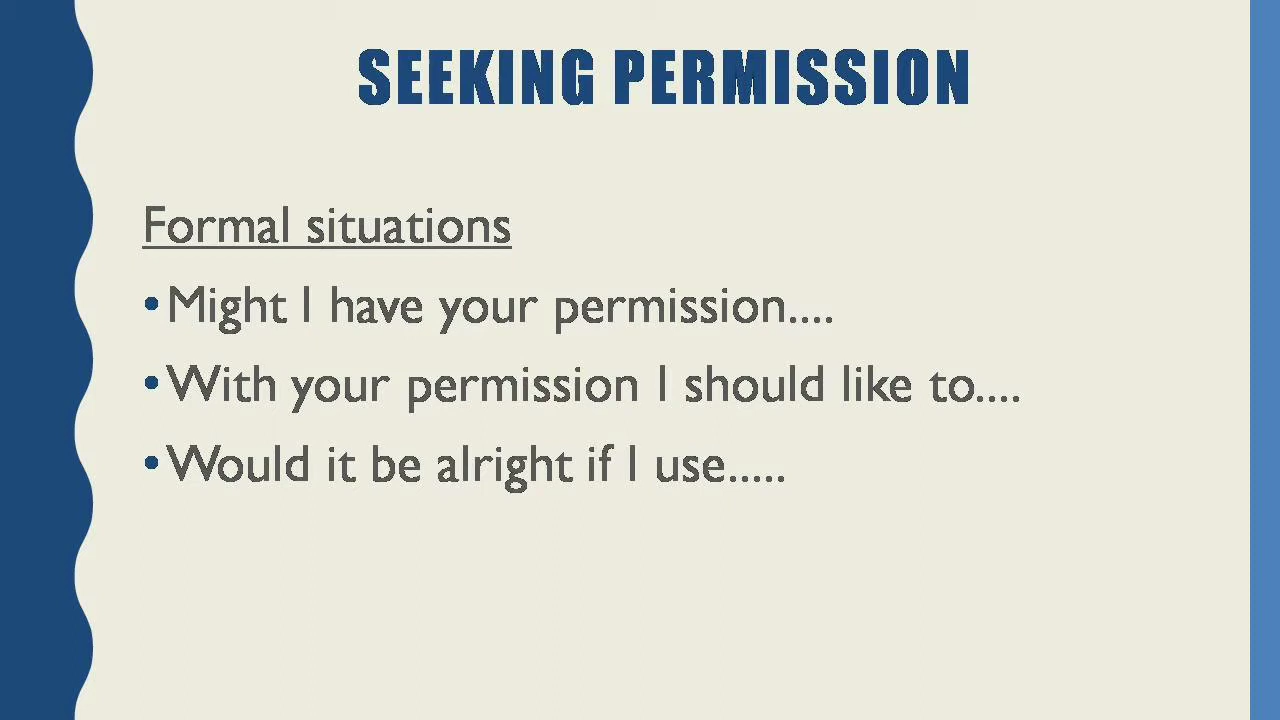 SEEKING PERMISSION
Formal situations
•Might I have your permission....
•With your permission I should like to....
•Would it be alright if I use.....